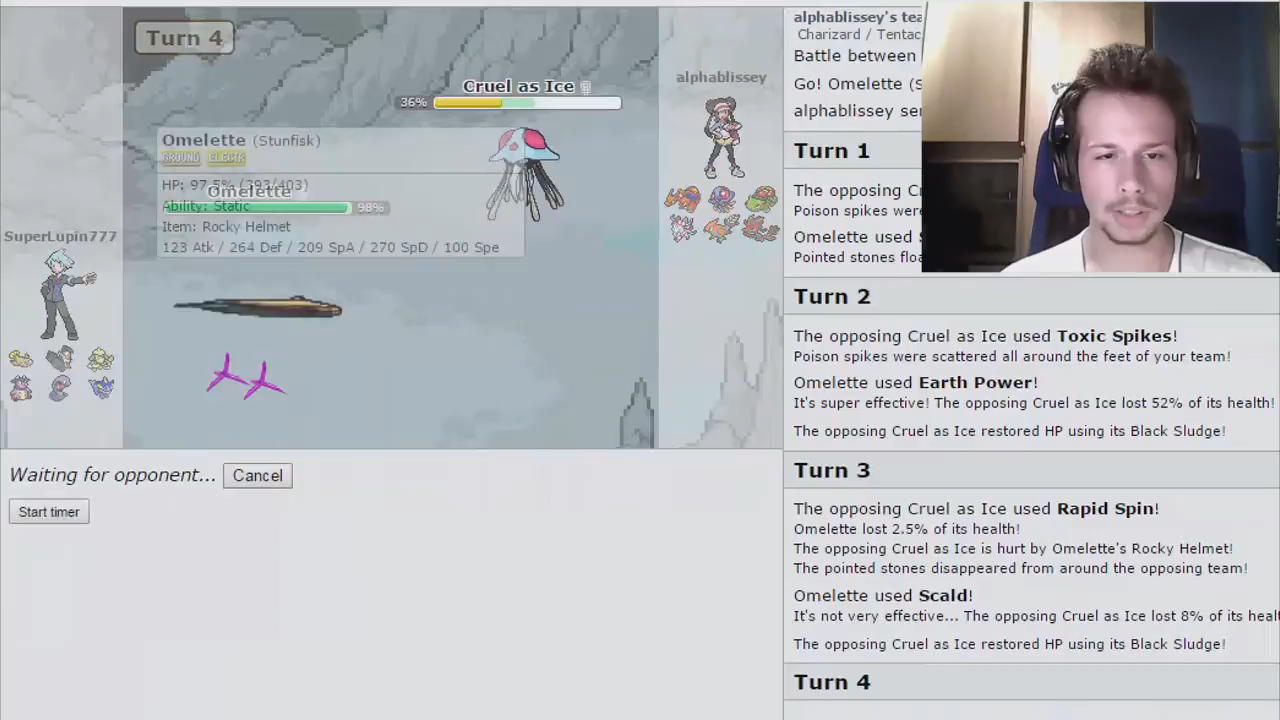 Turn 4
Cruel as Ice
36%
Omelette (Stunfisk)
GROUND ELECTR
HP: 97.5% (393/403)
Omelette
Ability: Static
98%
Item: Rocky Helmet
123 Atk / 264 Def / 209 SpA / 270 SpD / 100 Spe
SuperLupin777
alphablissey
Waiting for opponent... Cancel
Start timer
alphablissey's tea
Charizard / Tentac
Battle between
Go! Omelette (S
alphablissey ser
Turn 1
The opposing C
Poison spikes were
Omelette used
Pointed stones floa
Turn 2
The opposing Cruel as Ice used Toxic Spikes!
Poison spikes were scattered all around the feet of your team!
Omelette used Earth Power!
It's super effective! The opposing Cruel as Ice lost 52% of its health!
The opposing Cruel as Ice restored HP using its Black Sludge!
Turn 3
The opposing Cruel as Ice used Rapid Spin!
Omelette lost 2.5% of its health!
The opposing Cruel as Ice is hurt by Omelette's Rocky Helmet!
The pointed stones disappeared from around the opposing team!
Omelette used Scald!
It's not very effective... The opposing Cruel as Ice lost 8% of its healt
The opposing Cruel as Ice restored HP using its Black Sludge!
Turn 4